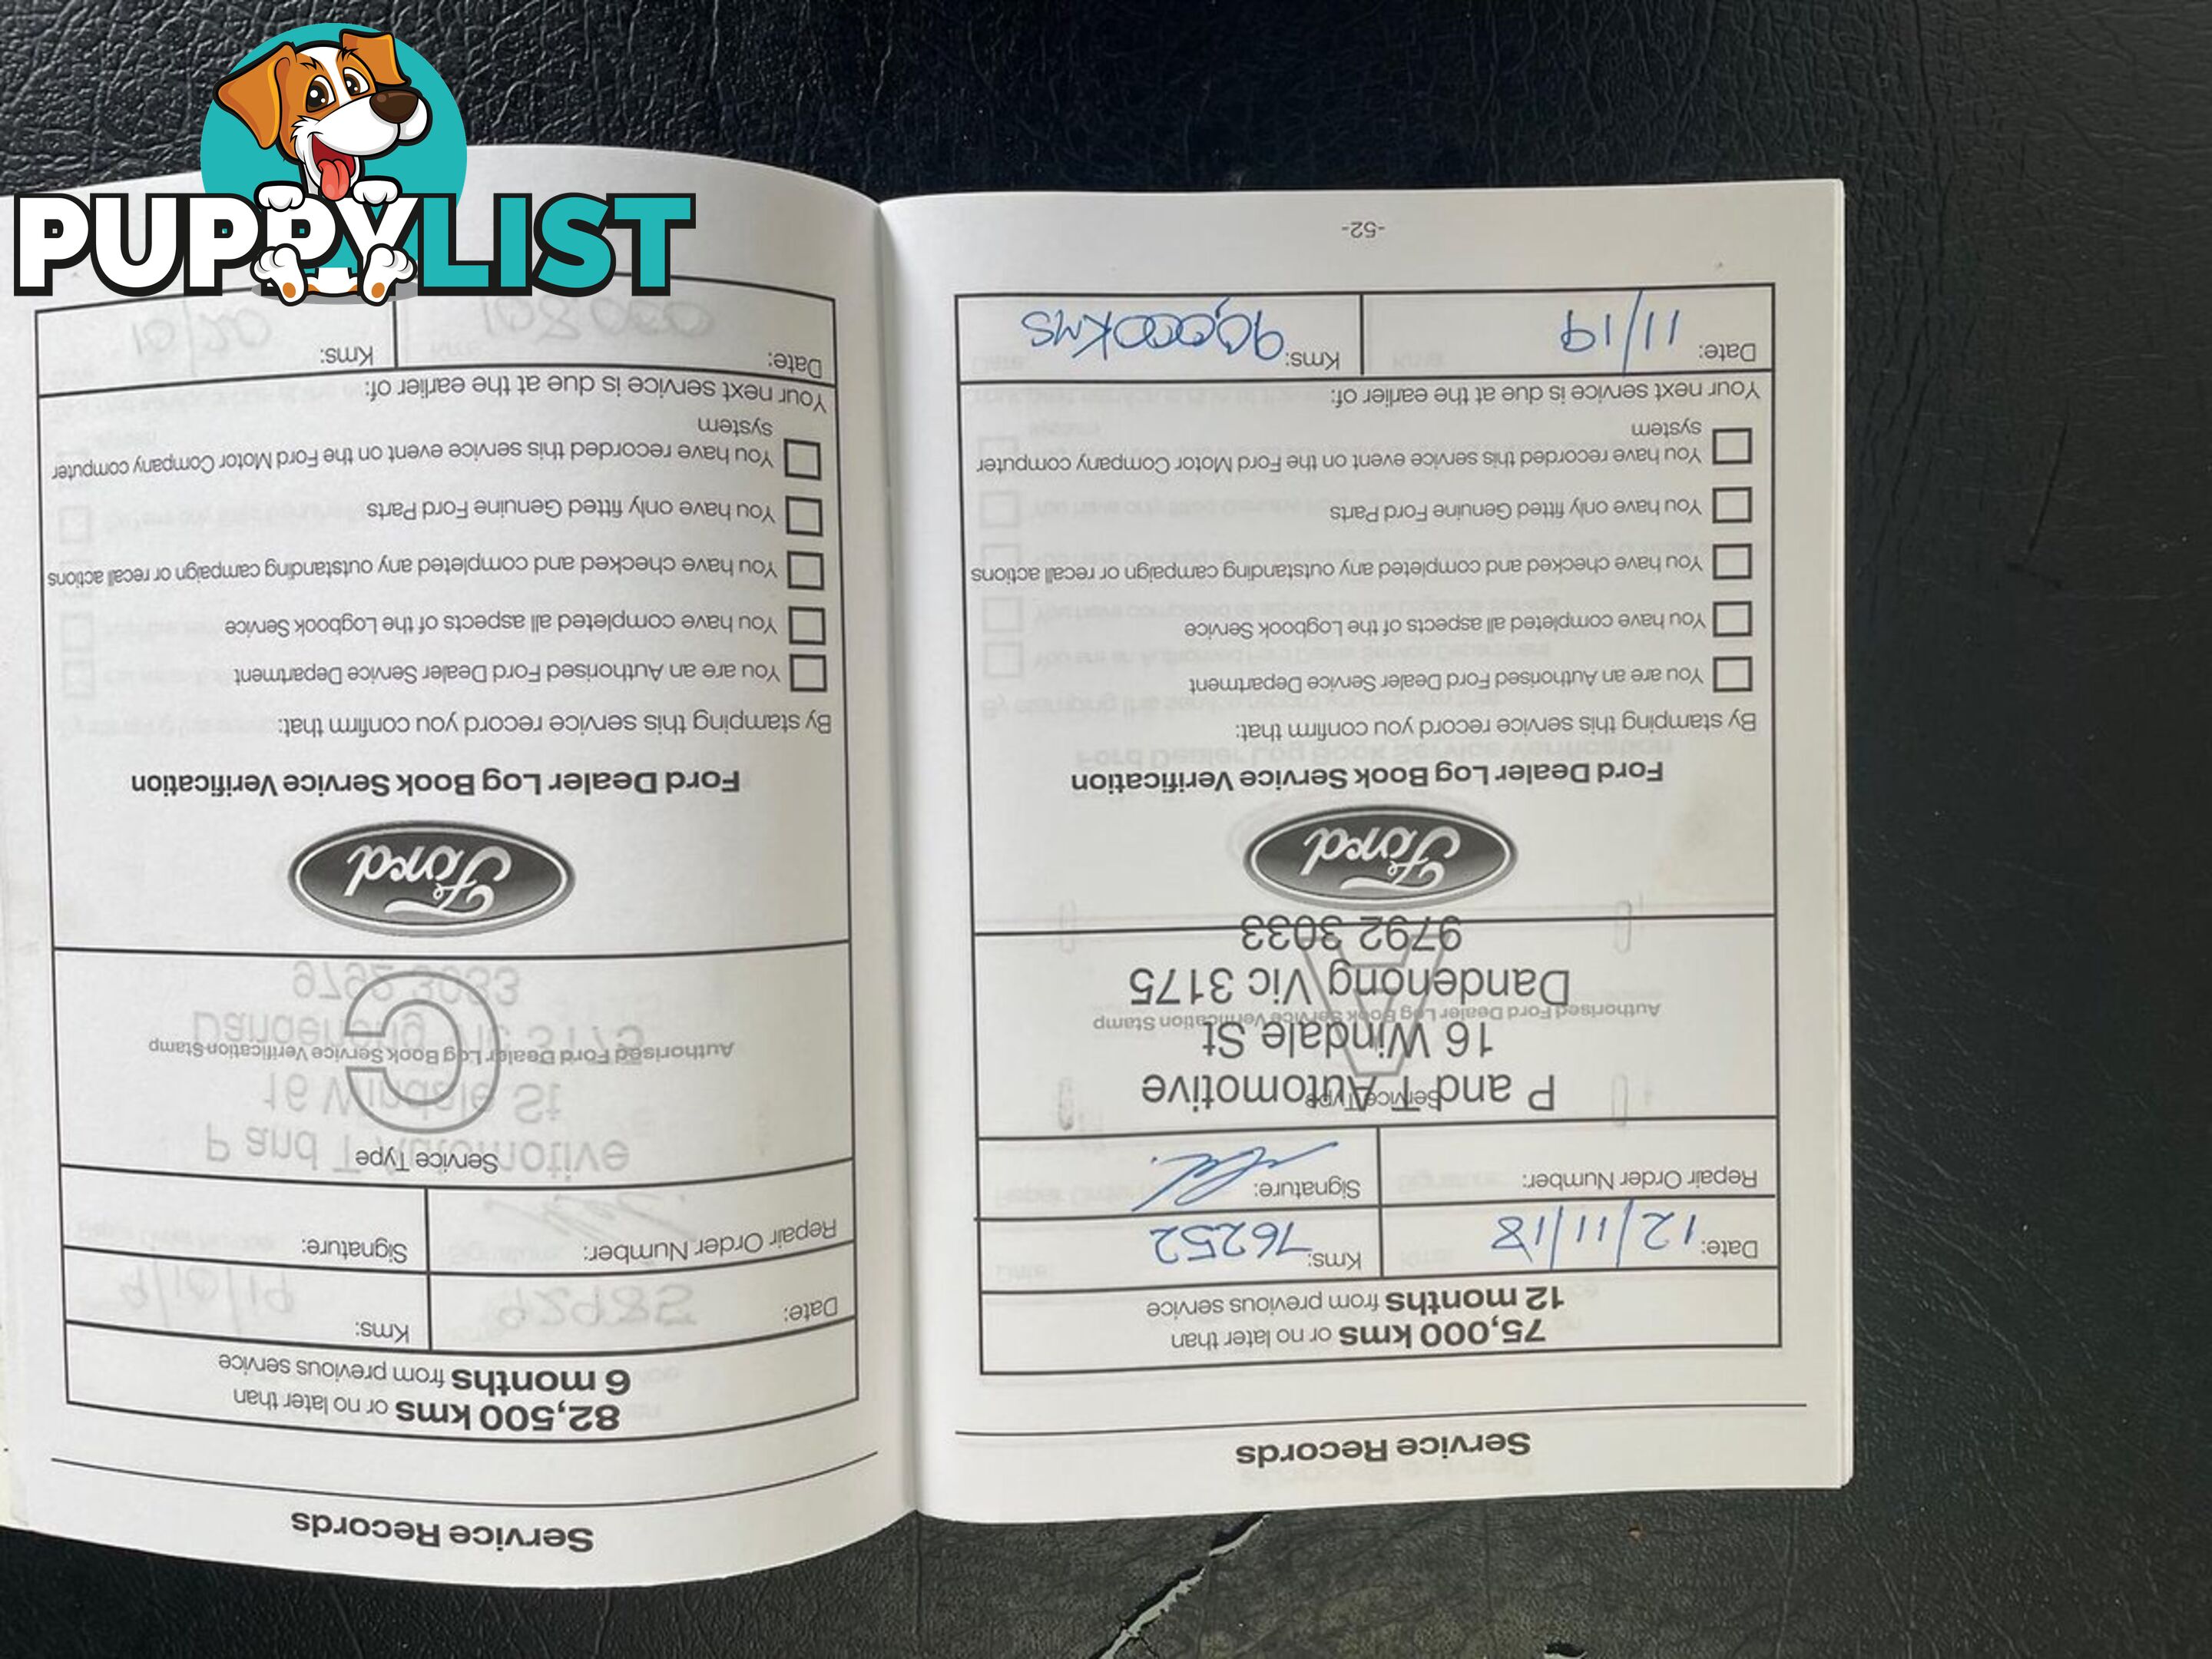 PUPPYLIST
Service Records
75,000 kms or no later than
12 months from previous service
Date: 12/11/18 Kms: 76252
Repair Order Number: Signature:
Service Type
P and T Automotive
16 Windale St
Authorised Ford Dealer Log Book Service Verification Stamp
Dandenong Vic 3175
9792 3033
A
Ford
Ford Dealer Log Book Service Verification
By stamping this service record you confirm that:
You are an Authorised Ford Dealer Service Department
You have completed all aspects of the Logbook Service
You have checked and completed any outstanding campaign or recall actions
You have only fitted Genuine Ford Parts
You have recorded this service event on the Ford Motor Company computer
system
Your next service is due at the earlier of:
Date: 11/19 Kms: 90,000kms
-52-
Service Records
82,500 kms or no later than
6 months from previous service
Date: Kms:
Repair Order Number: Signature:
Service Type
C
Authorised Ford Dealer Log Book Service Verification Stamp
Ford
Ford Dealer Log Book Service Verification
By stamping this service record you confirm that:
You are an Authorised Ford Dealer Service Department
You have completed all aspects of the Logbook Service
You have checked and completed any outstanding campaign or recall actions
You have only fitted Genuine Ford Parts
You have recorded this service event on the Ford Motor Company computer
system
Your next service is due at the earlier of:
Date: Kms: